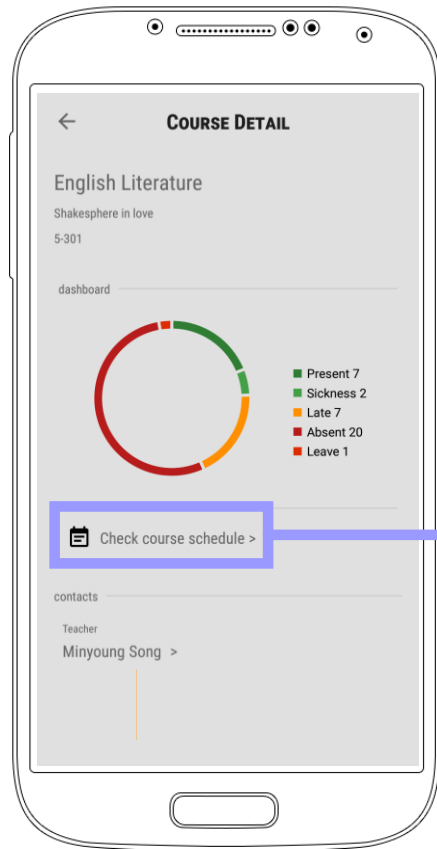 COURSE DETAIL
English Literature
Shakesphere in love
5-301
dashboard
Present 7
Sickness 2
Late 7
Absent 20
Leave 1
Check course schedule >
contacts
Teacher
Minyoung Song >